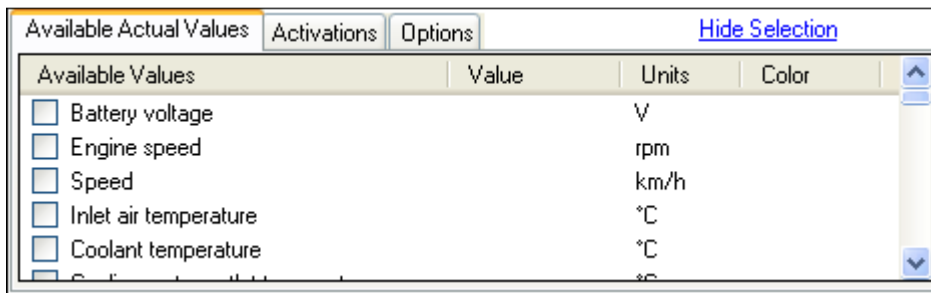 Available Actual Values Activations Options Hide Selection
Available Values Value Units Color
Battery voltage V
Engine speed rpm
Speed km/h
Inlet air temperature °C
Coolant temperature °C
°C